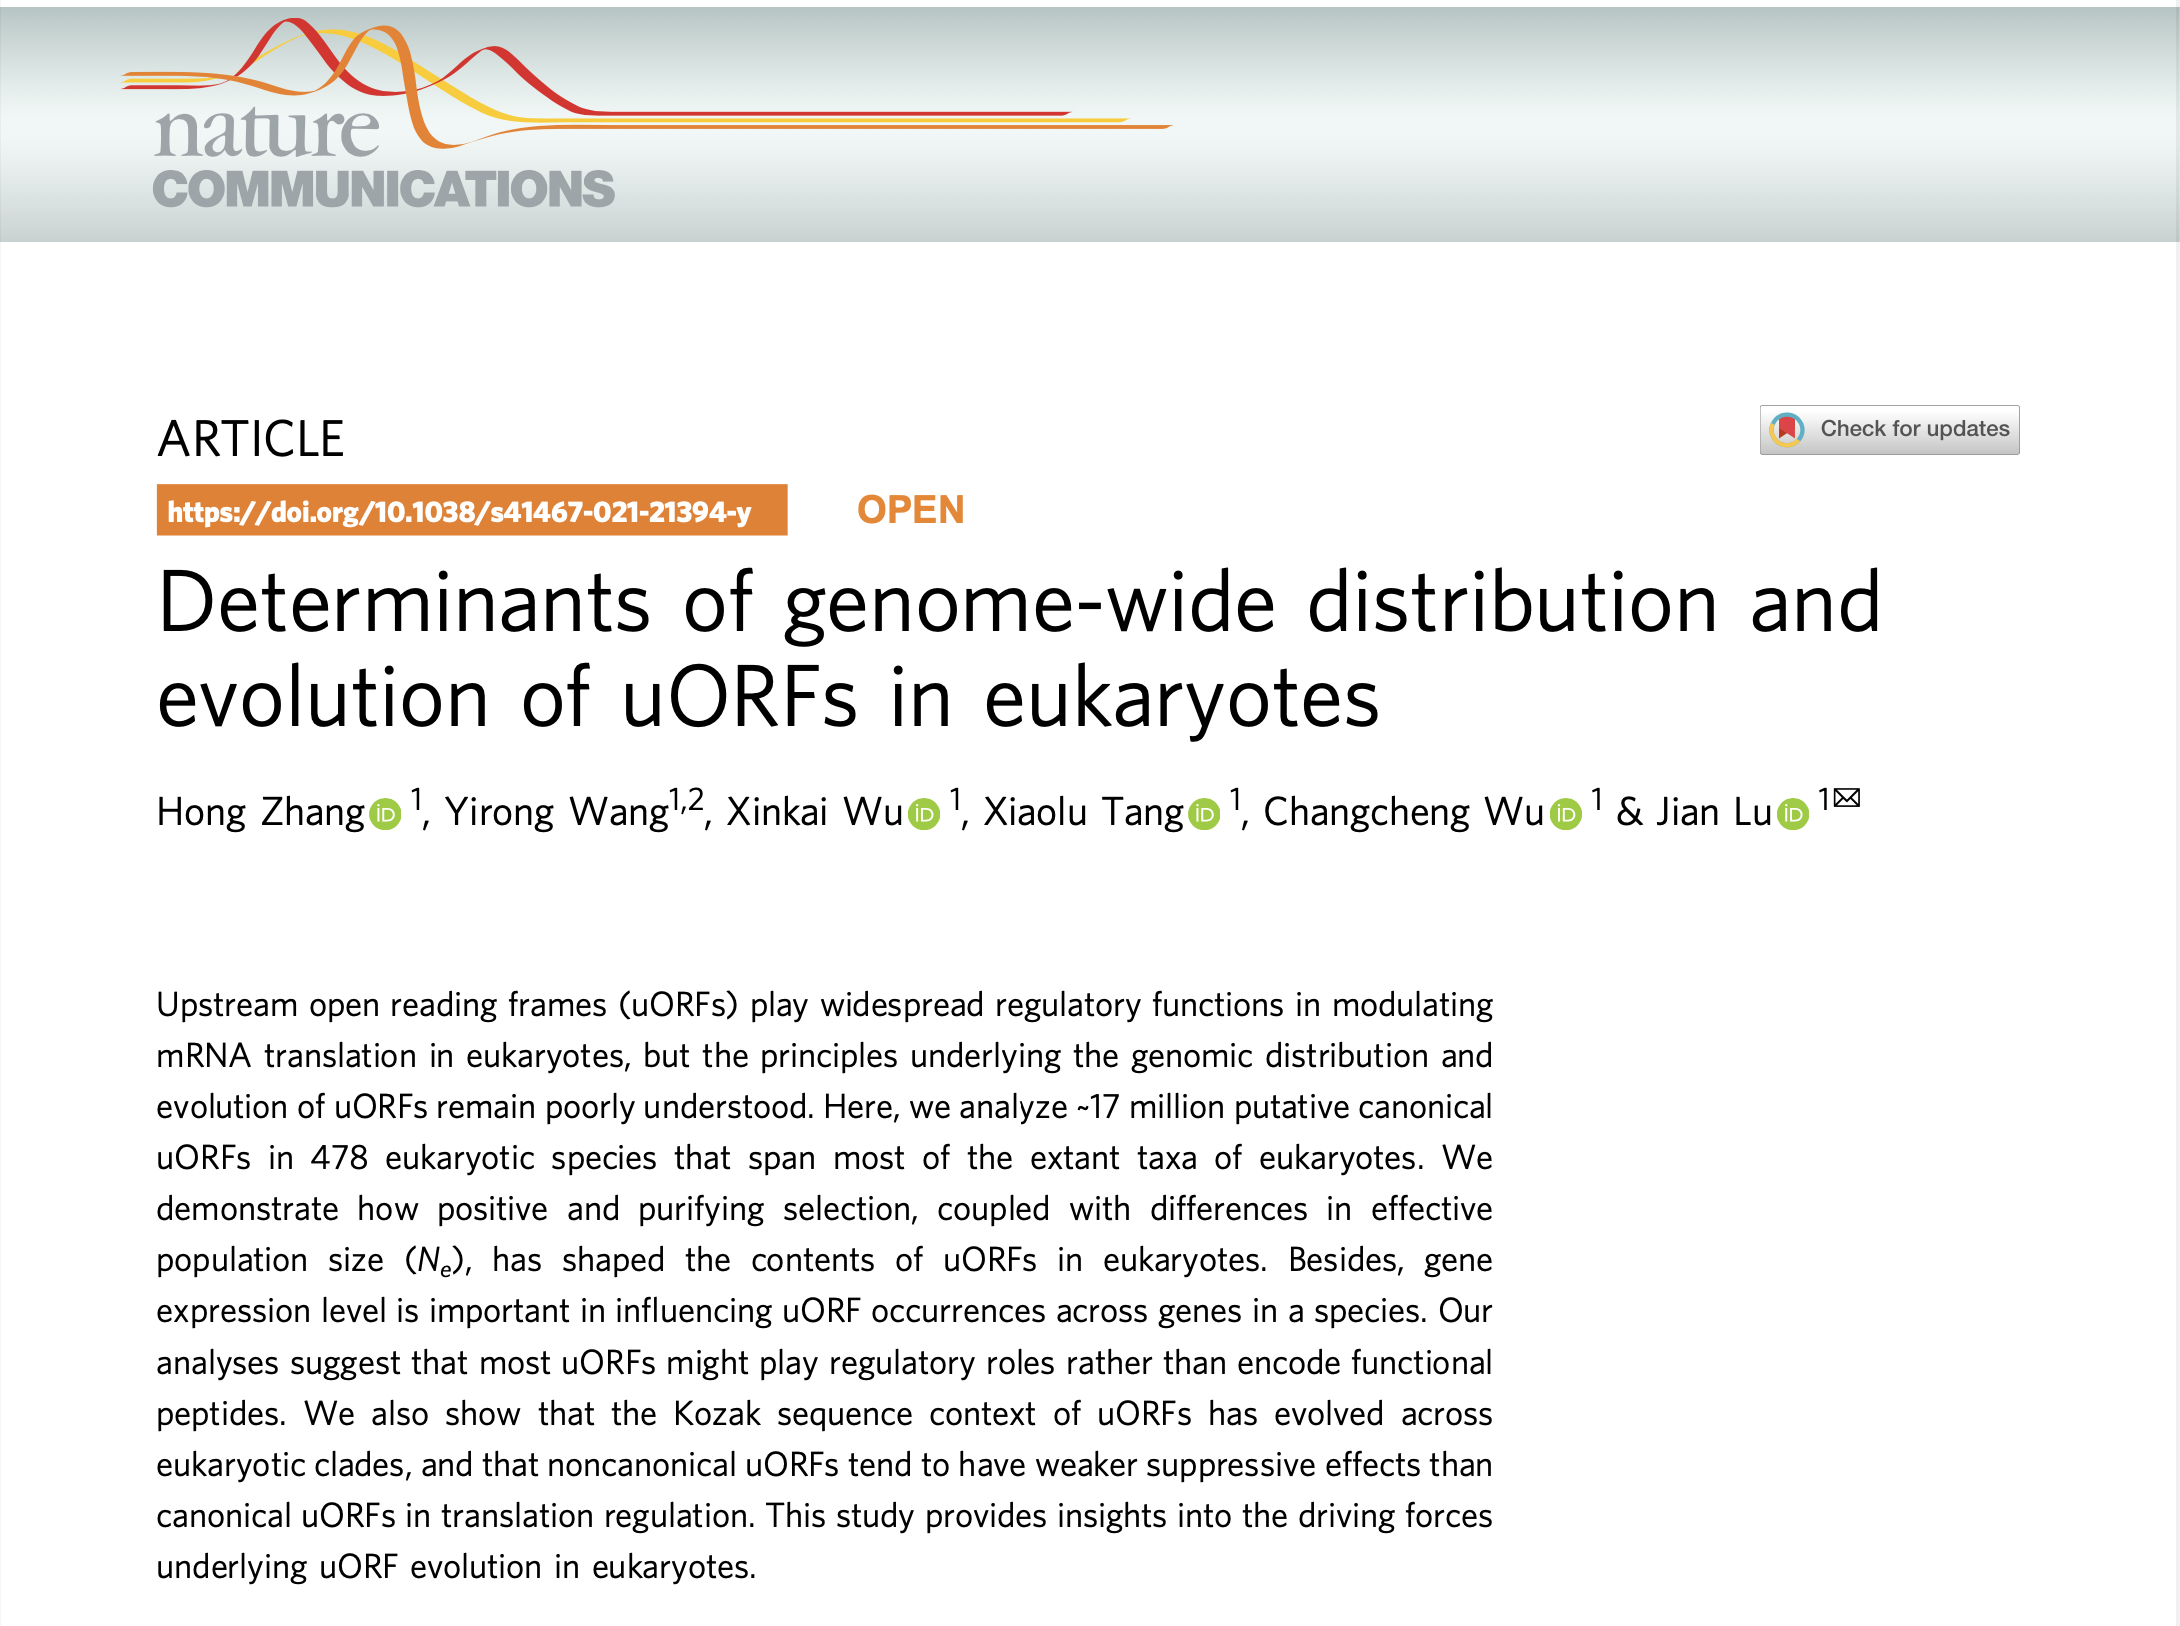 nature
COMMUNICATIONS
ARTICLE
Check for updates
https://doi.org/10.1038/s41467-021-21394-y
OPEN
Determinants of genome-wide distribution and
evolution of uORFs in eukaryotes
Hong Zhang iD 1, Yirong Wang1,2, Xinkai Wu iD 1, Xiaolu Tang iD 1, Changcheng Wu iD 1 & Jian Lu iD 1✉
Upstream open reading frames (uORFs) play widespread regulatory functions in modulating
mRNA translation in eukaryotes, but the principles underlying the genomic distribution and
evolution of uORFs remain poorly understood. Here, we analyze ~17 million putative canonical
uORFs in 478 eukaryotic species that span most of the extant taxa of eukaryotes. We
demonstrate how positive and purifying selection, coupled with differences in effective
population size (Ne), has shaped the contents of uORFs in eukaryotes. Besides, gene
expression level is important in influencing uORF occurrences across genes in a species. Our
analyses suggest that most uORFs might play regulatory roles rather than encode functional
peptides. We also show that the Kozak sequence context of uORFs has evolved across
eukaryotic clades, and that noncanonical uORFs tend to have weaker suppressive effects than
canonical uORFs in translation regulation. This study provides insights into the driving forces
underlying uORF evolution in eukaryotes.